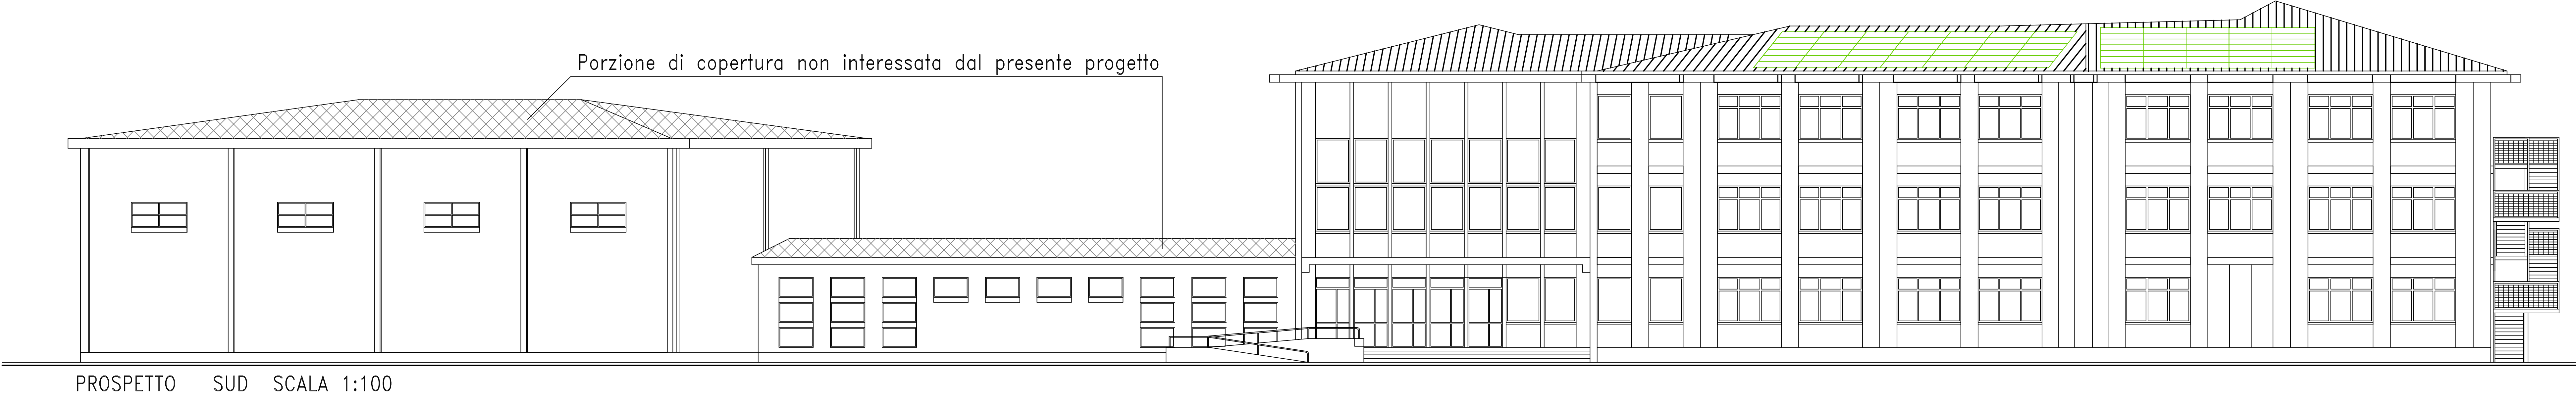 Porzione di copertura non interessata dal presente progetto
PROSPETTO SUD SCALA 1:100